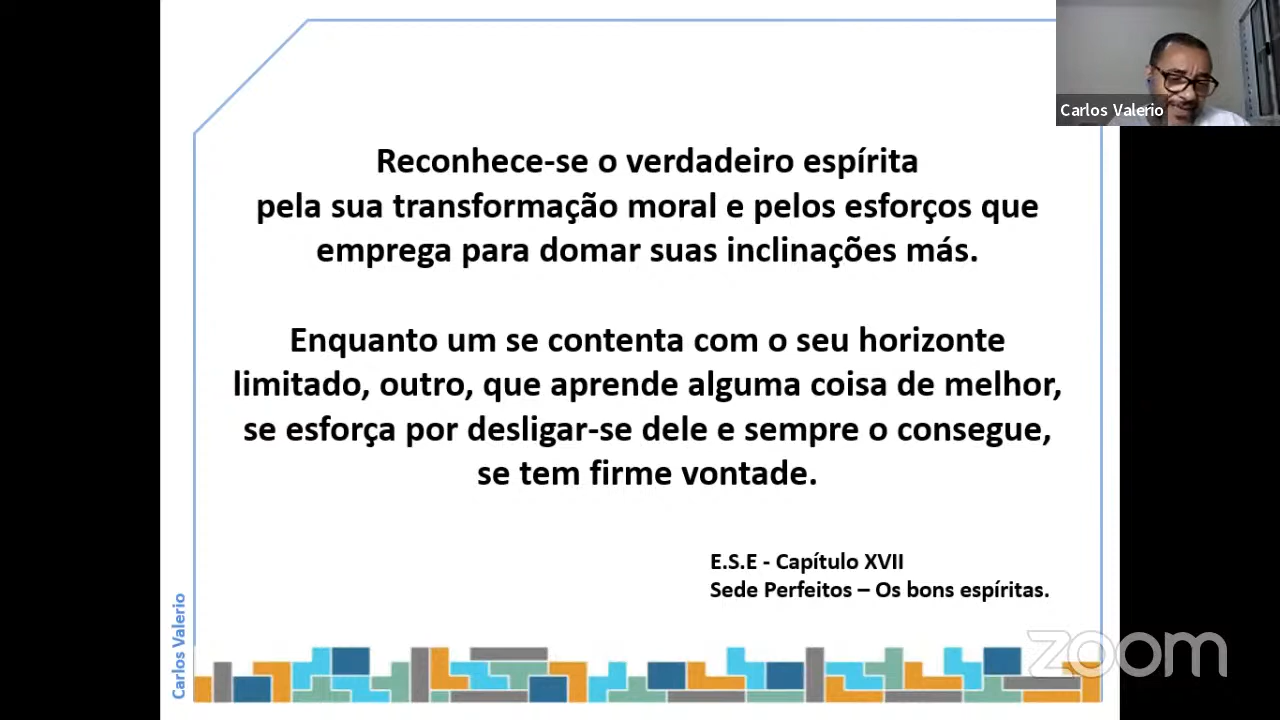 Carlos Valerio
Reconhece-se o verdadeiro espírita
pela sua transformação moral e pelos esforços que
emprega para domar suas inclinações más.
Enquanto um se contenta com o seu horizonte
limitado, outro, que aprende alguma coisa de melhor,
se esforça por desligar-se dele e sempre o consegue,
se tem firme vontade.
E.S.E - Capítulo XVII
Sede Perfeitos – Os bons espíritas.
Carlos Valerio
zoom